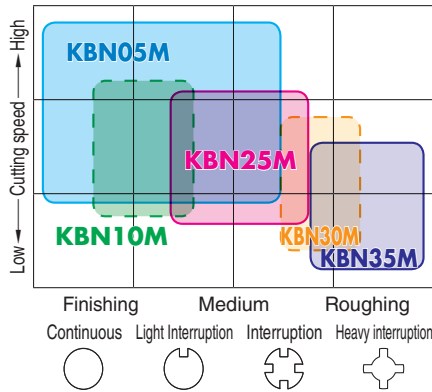 High
KBN05M
Cutting speed
KBN25M
KBN10M
KBN30M
Low
KBN35M
Finishing Medium Roughing
Continuous Light Interruption Interruption Heavy interruption